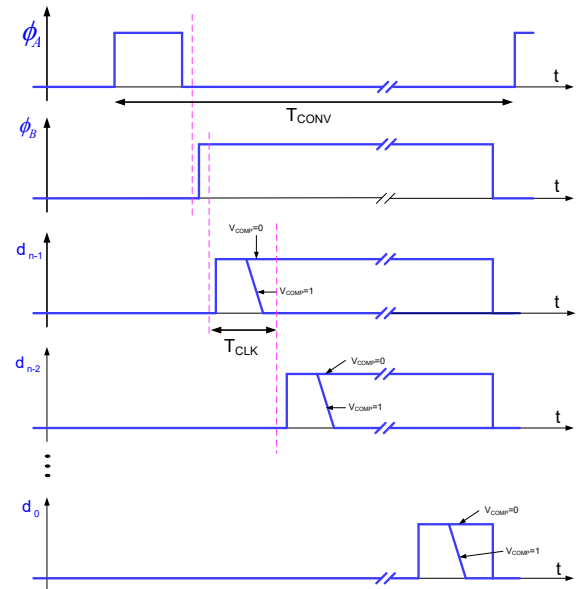 ϕA
t
TCONV
ϕB
t
VCOMP=0
dn-1
VCOMP=1
t
TCLK
VCOMP=0
dn-2
VCOMP=1
t
VCOMP=0
d0
VCOMP=1
t